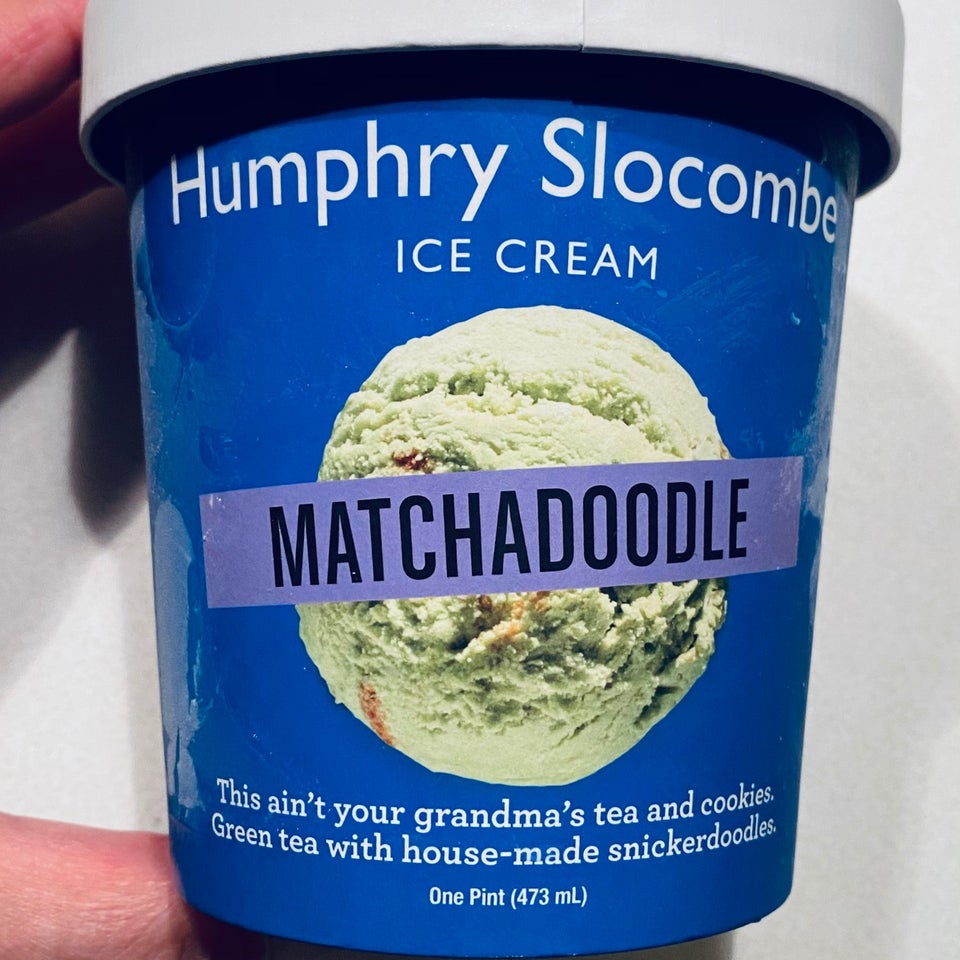 Humphry Slocombe
ICE CREAM
MATCHADOODLE
This ain't your grandma's tea and cookies.
Green tea with house-made snickerdoodles.
One Pint (473 mL)